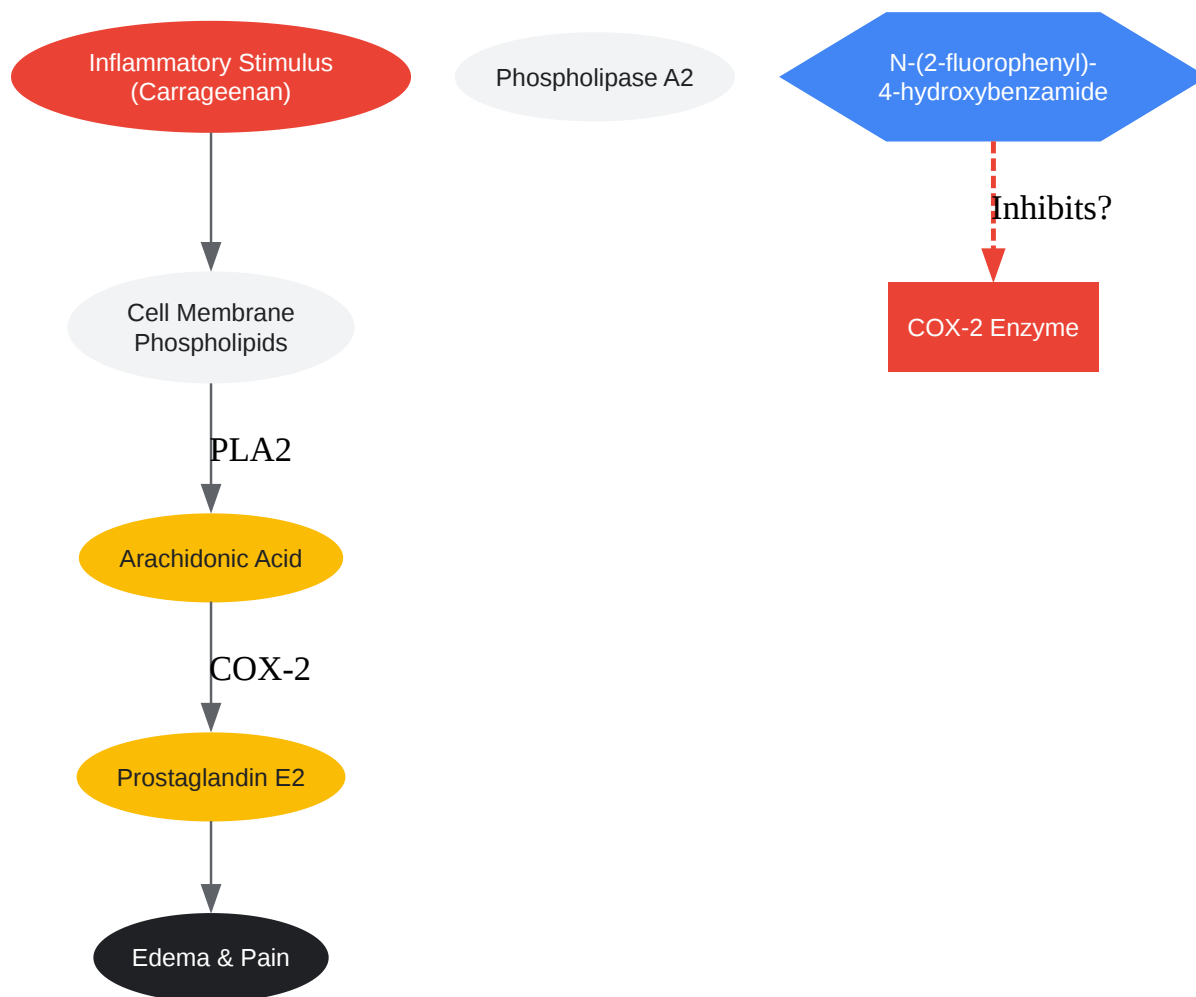 Inflammatory Stimulus
(Carrageenan)
Phospholipase A2
N-(2-fluorophenyl)-
4-hydroxybenzamide
Inhibits?
Cell Membrane
Phospholipids
COX-2 Enzyme
PLA2
Arachidonic Acid
COX-2
Prostaglandin E2
Edema & Pain